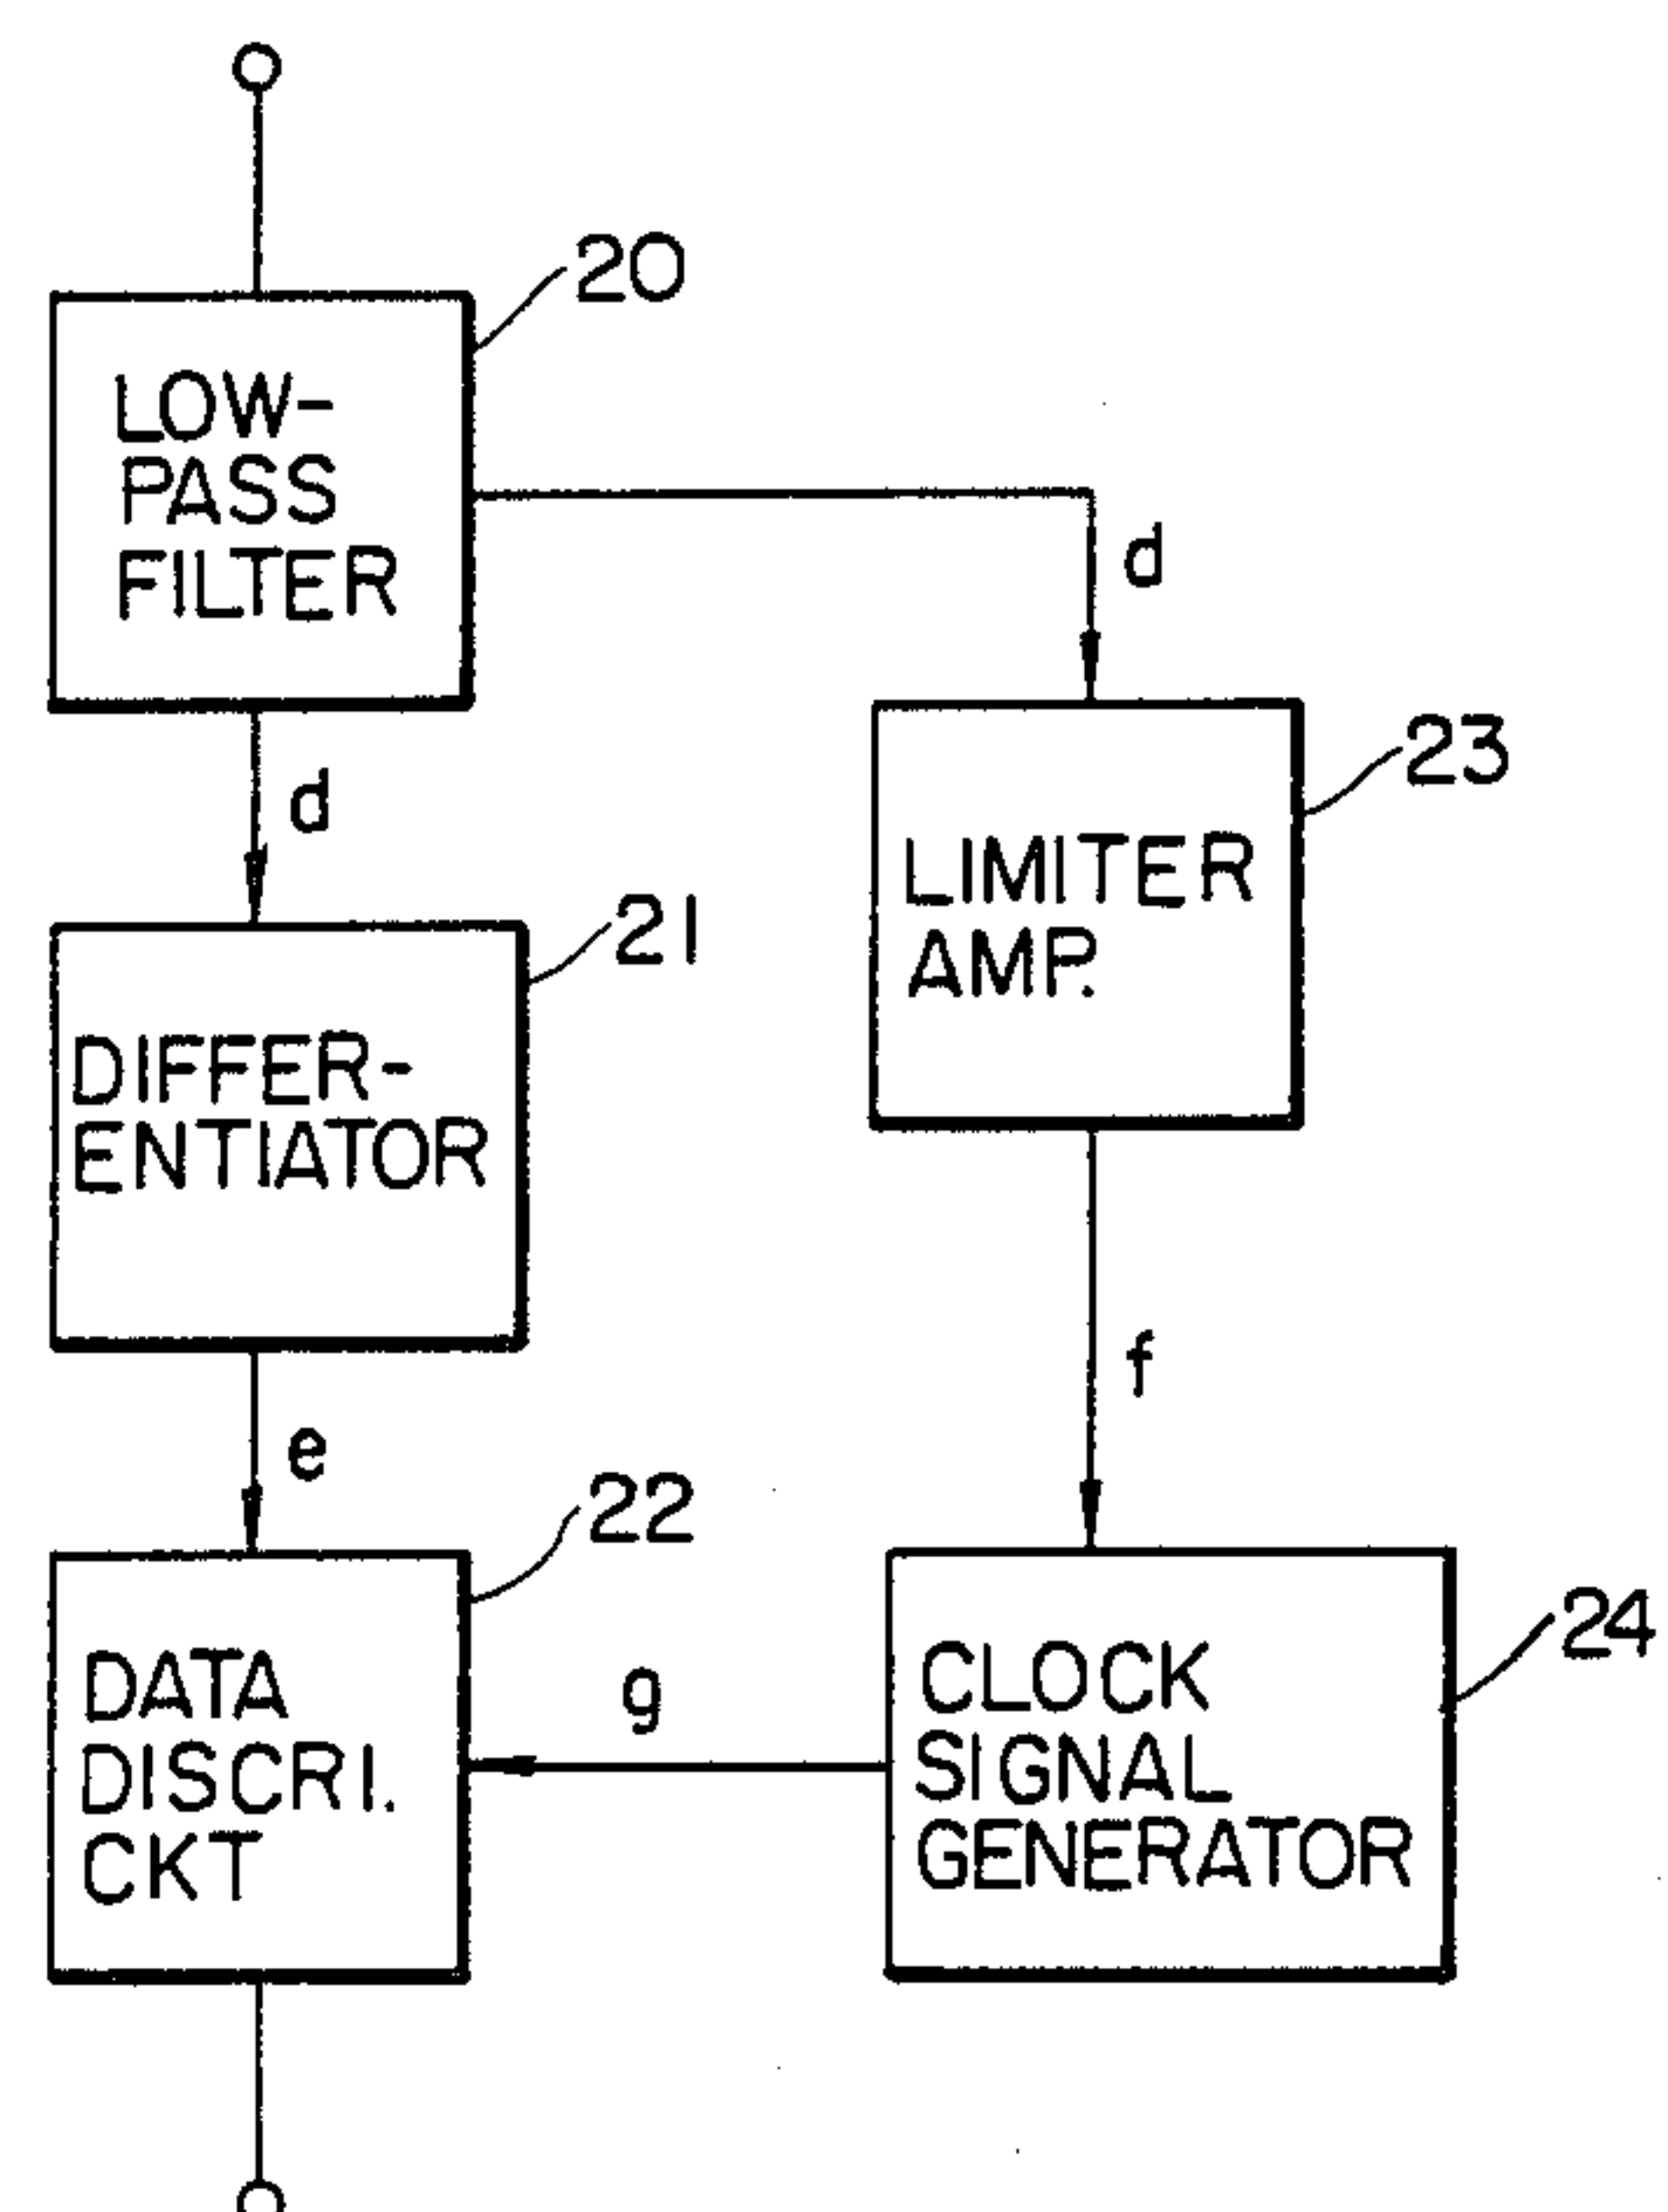 20
LOW-
PASS
FILTER
d
d
23
LIMITER
AMP.
21
DIFFER-
ENTIATOR
f
e
22
24
DATA
DISCRI.
CKT
g
CLOCK
SIGNAL
GENERATOR